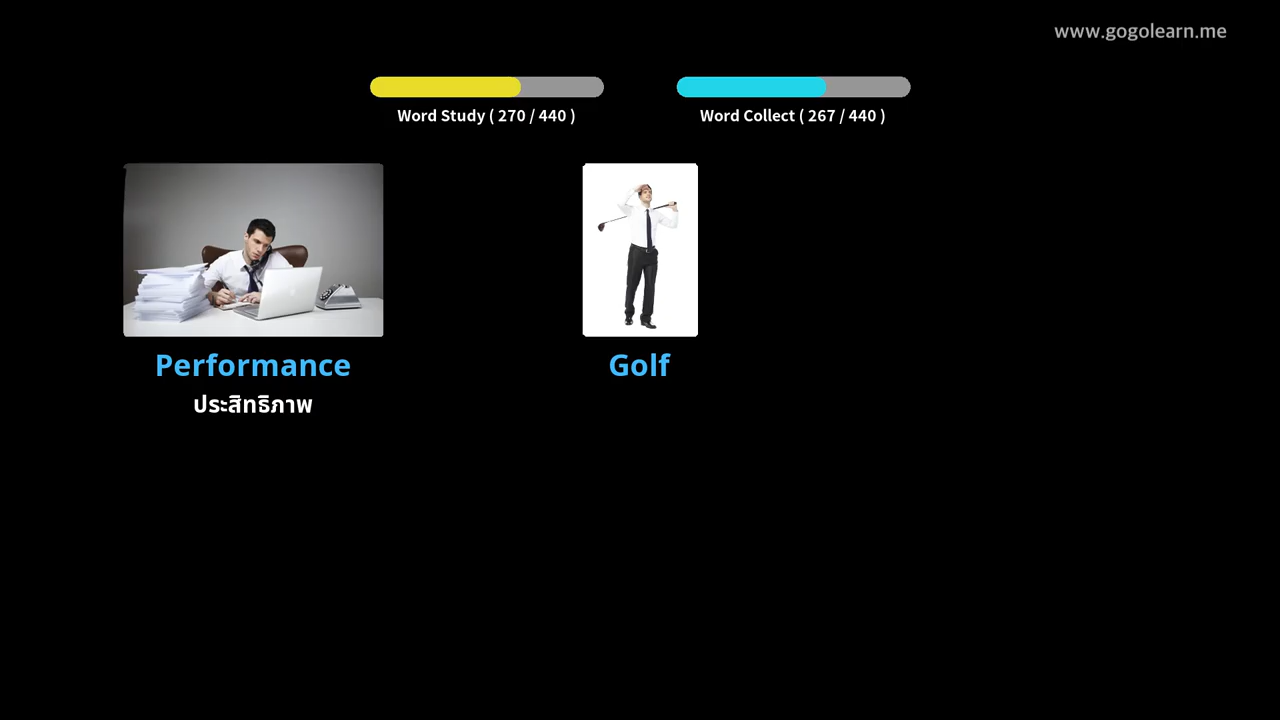 www.gogolearn.me
Word Study ( 270 / 440 )
Word Collect ( 267 / 440 )
Performance
ประสิทธิภาพ
Golf